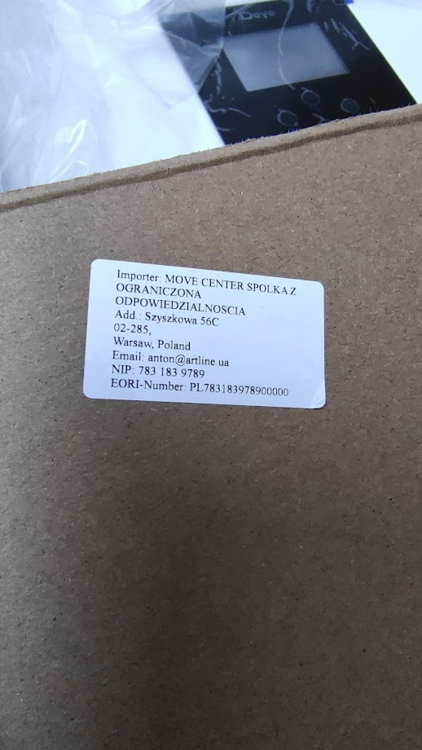 Importer: MOVE CENTER SPOLKA Z
OGRANICZONA
ODPOWIEDZIALNOSCIA
Add.: Szyszkowa 56C
02-285,
Warsaw, Poland
Email: anton@artline.ua
NIP: 783 183 9789
EORI-Number: PL783183978900000